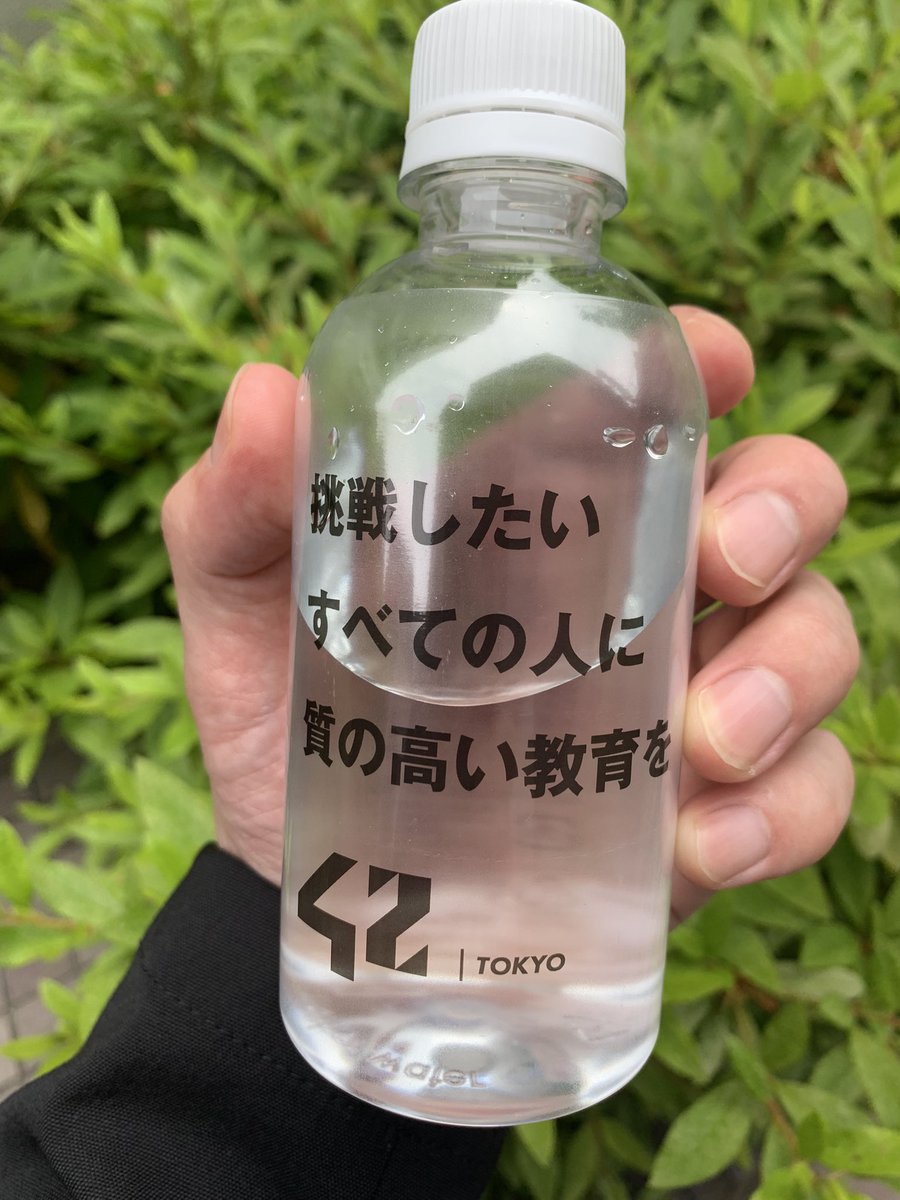 挑戦したい
すべての人に
質の高い教育を
42 | TOKYO
water